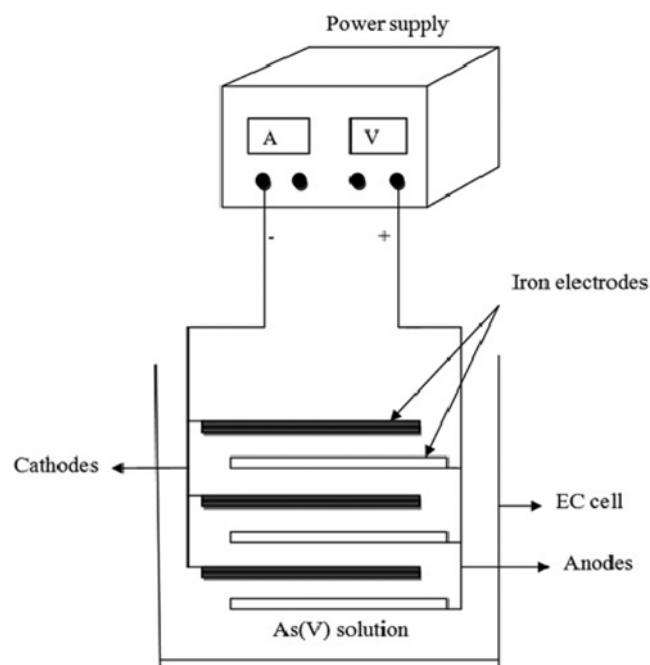 Power supply
A
V
-
+
Iron electrodes
Cathodes
EC cell
Anodes
As(V) solution